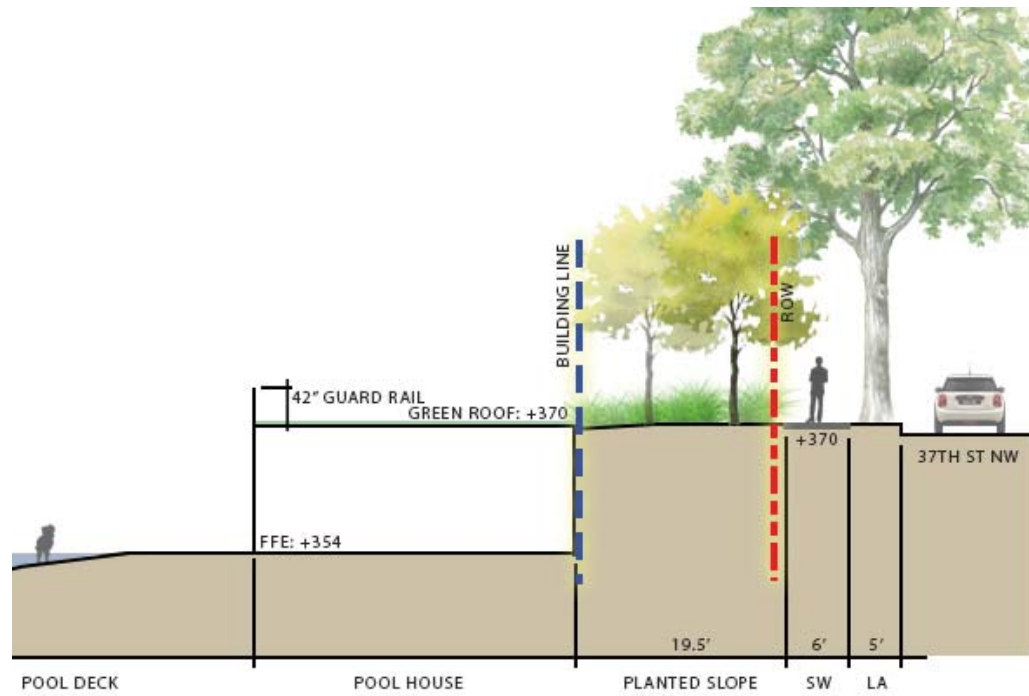 BUILDING LINE
ROW
42" GUARD RAIL
GREEN ROOF: +370
+370
37TH ST NW
FFE: +354
19.5'
6'
5'
POOL DECK
POOL HOUSE
PLANTED SLOPE
SW
LA